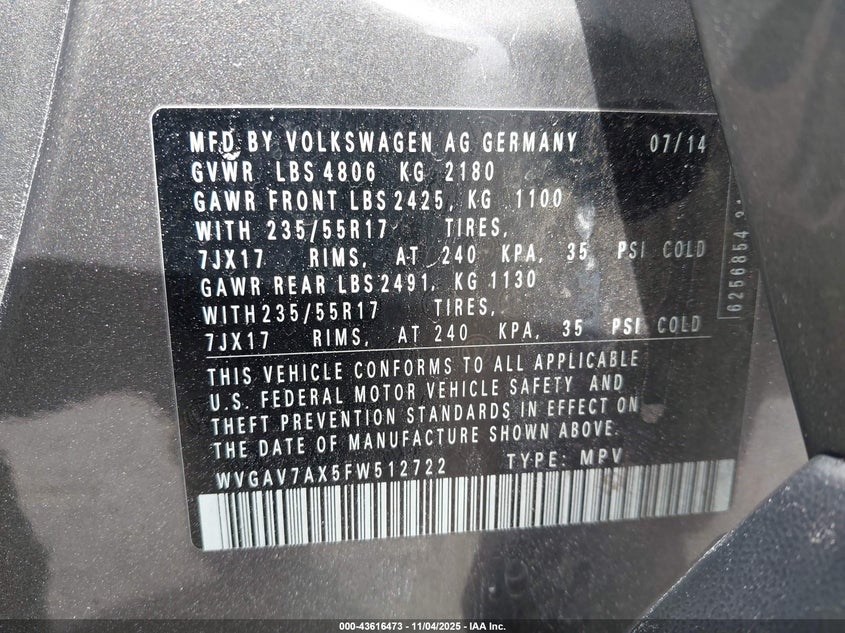 MFD BY VOLKSWAGEN AG GERMANY 07/14
GVWR LBS 4806 KG 2180
GAWR FRONT LBS 2425, KG 1100
WITH 235/55R17 TIRES,
7JX17 RIMS, AT 240 KPA, 35 PSI COLD
GAWR REAR LBS 2491, KG 1130
WITH 235/55R17 TIRES,
7JX17 RIMS, AT 240 KPA, 35 PSI COLD
THIS VEHICLE CONFORMS TO ALL APPLICABLE
U.S. FEDERAL MOTOR VEHICLE SAFETY AND
THEFT PREVENTION STANDARDS IN EFFECT ON
THE DATE OF MANUFACTURE SHOWN ABOVE.
WVGAV7AX5FW512722 TYPE: MPV
6256854
000-43616473 — 11/04/2025 — IAA Inc.